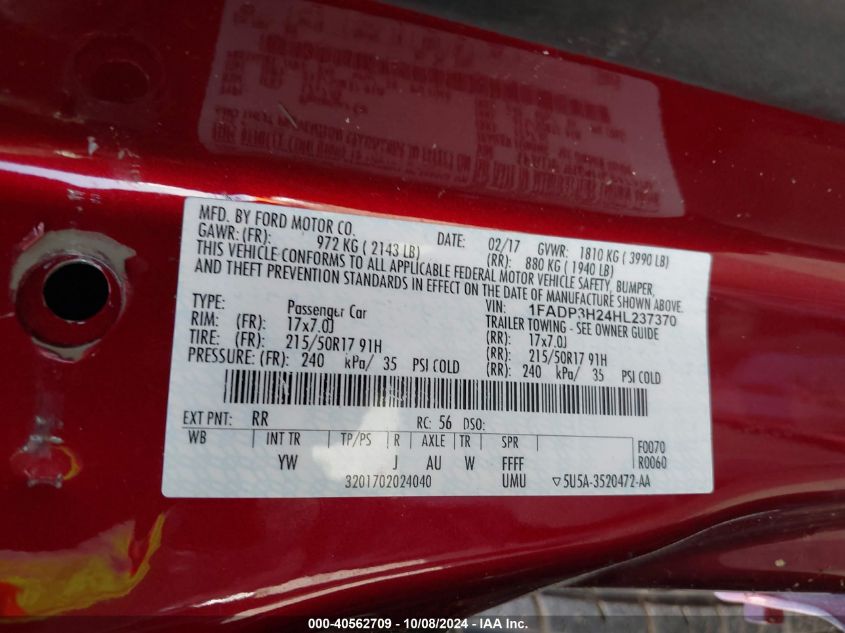 MFD. BY FORD MOTOR CO. DATE: 02/17 GVWR: 1810 KG ( 3990 LB)
GAWR: (FR) 972 KG ( 2143 LB) (RR) 880 KG ( 1940 LB)
THIS VEHICLE CONFORMS TO ALL APPLICABLE FEDERAL MOTOR VEHICLE SAFETY, BUMPER,
AND THEFT PREVENTION STANDARDS IN EFFECT ON THE DATE OF MANUFACTURE SHOWN ABOVE.
VIN: 1FADP3H24HL237370
TYPE: Passenger Car TRAILER TOWING - SEE OWNER GUIDE
RIM: (FR) 17x7.0J (RR) 17x7.0J
TIRE: (FR) 215/50R17 91H (RR) 215/50R17 91H
PRESSURE: (FR) 240 kPa/ 35 PSI COLD (RR) 240 kPa/ 35 PSI COLD
EXT PNT: RR RC: 56 DSO:
WB INT TR TP/PS R AXLE TR SPR F0070
YW J AU W FFFF R0060
3201702024040 UMU ▽5U5A-3520472-AA
000-40562709 - 10/08/2024 - IAA Inc.